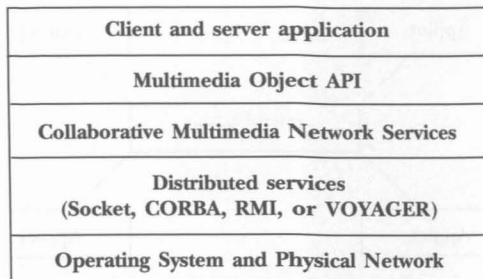 Client and server application
Multimedia Object API
Collaborative Multimedia Network Services
Distributed services
(Socket, CORBA, RMI, or VOYAGER)
Operating System and Physical Network